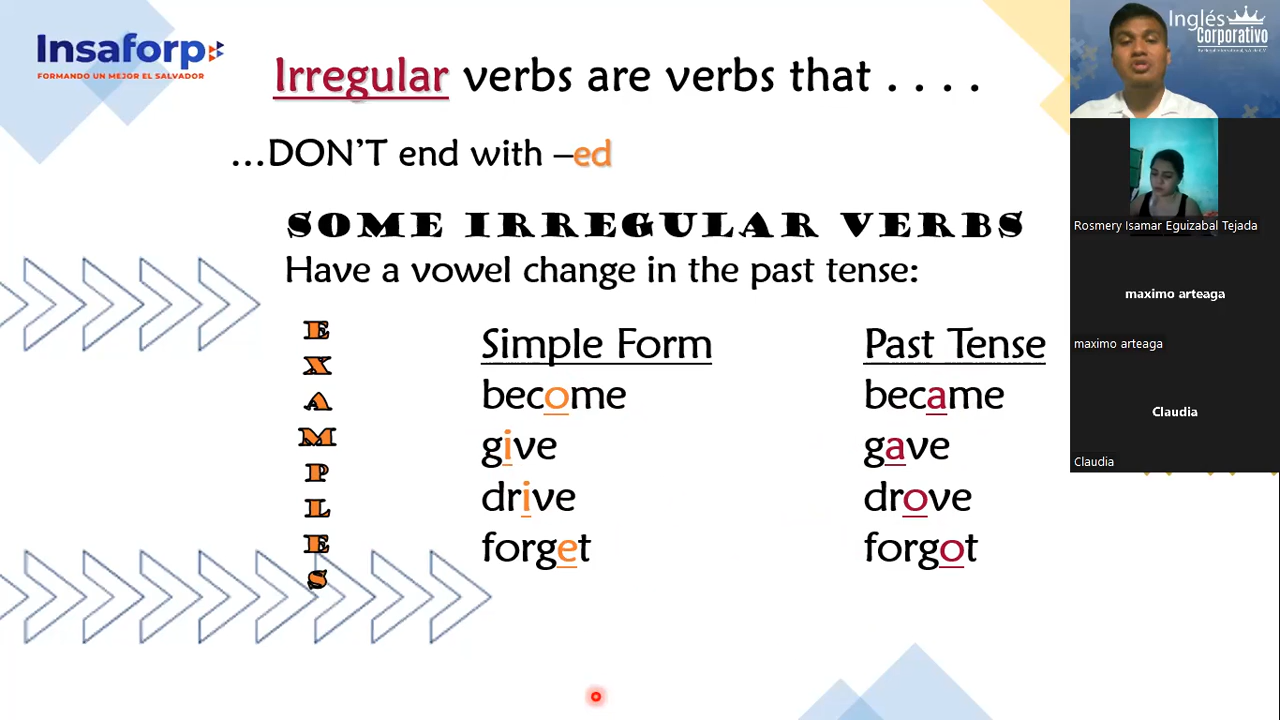 Insaforp
FORMANDO UN MEJOR EL SALVADOR
Irregular verbs are verbs that . . . .
...DON'T end with –ed
SOME IRREGULAR VERBS
Have a vowel change in the past tense:
EXAMPLES
Simple Form Past Tense
become became
give gave
drive drove
forget forgot
Inglés
Corporativo
Rosmery Isamar Eguizabal Tejada
maximo arteaga
maximo arteaga
Claudia
Claudia